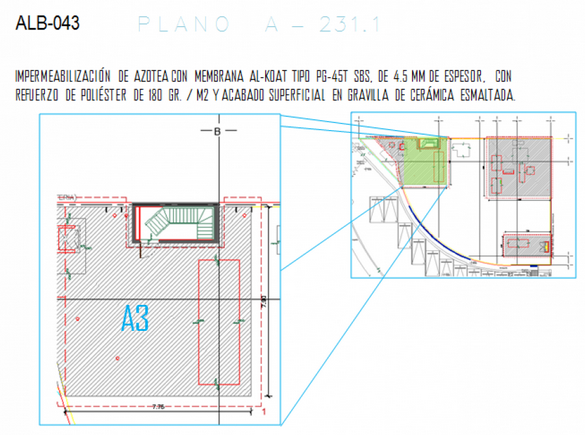 ALB-043 PLANO A-231.1
IMPERMEABILIZACIÓN DE AZOTEA CON MEMBRANA AL-KOAT TIPO PG-45T SBS, DE 4.5 MM DE ESPESOR, CON
REFUERZO DE POLIÉSTER DE 180 GR. / M2 Y ACABADO SUPERFICIAL EN GRAVILLA DE CERÁMICA ESMALTADA.
B
A3
7.60
7.75
1